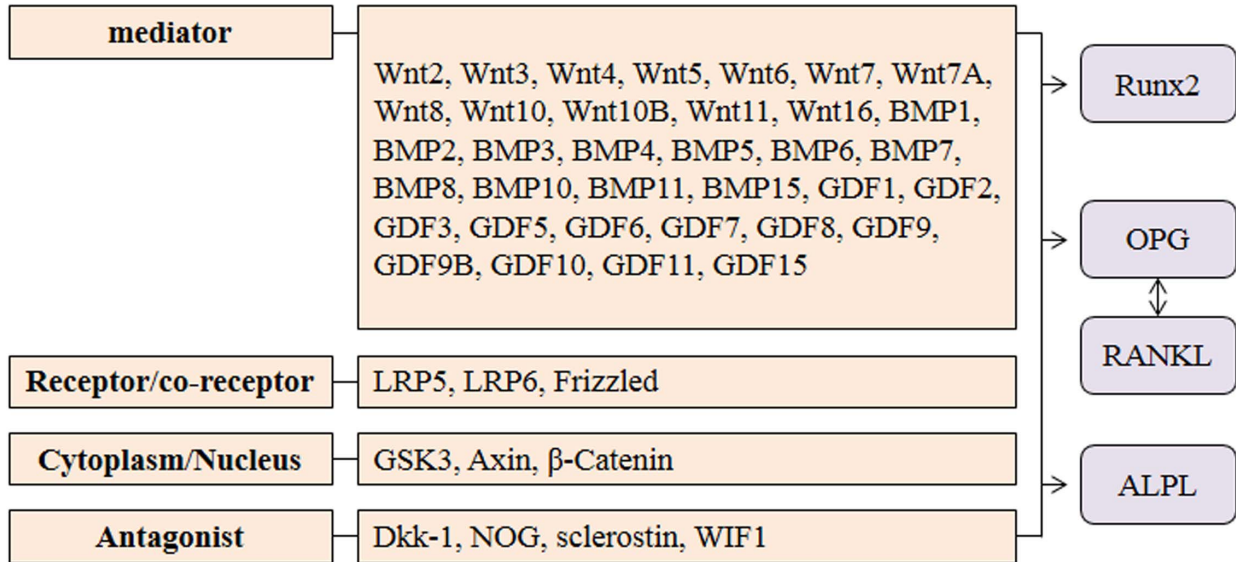 mediator
Wnt2, Wnt3, Wnt4, Wnt5, Wnt6, Wnt7, Wnt7A,
Wnt8, Wnt10, Wnt10B, Wnt11, Wnt16, BMP1,
BMP2, BMP3, BMP4, BMP5, BMP6, BMP7,
BMP8, BMP10, BMP11, BMP15, GDF1, GDF2,
GDF3, GDF5, GDF6, GDF7, GDF8, GDF9,
GDF9B, GDF10, GDF11, GDF15
Receptor/co-receptor
LRP5, LRP6, Frizzled
Cytoplasm/Nucleus
GSK3, Axin, β-Catenin
Antagonist
Dkk-1, NOG, sclerostin, WIF1
Runx2
OPG
RANKL
ALPL